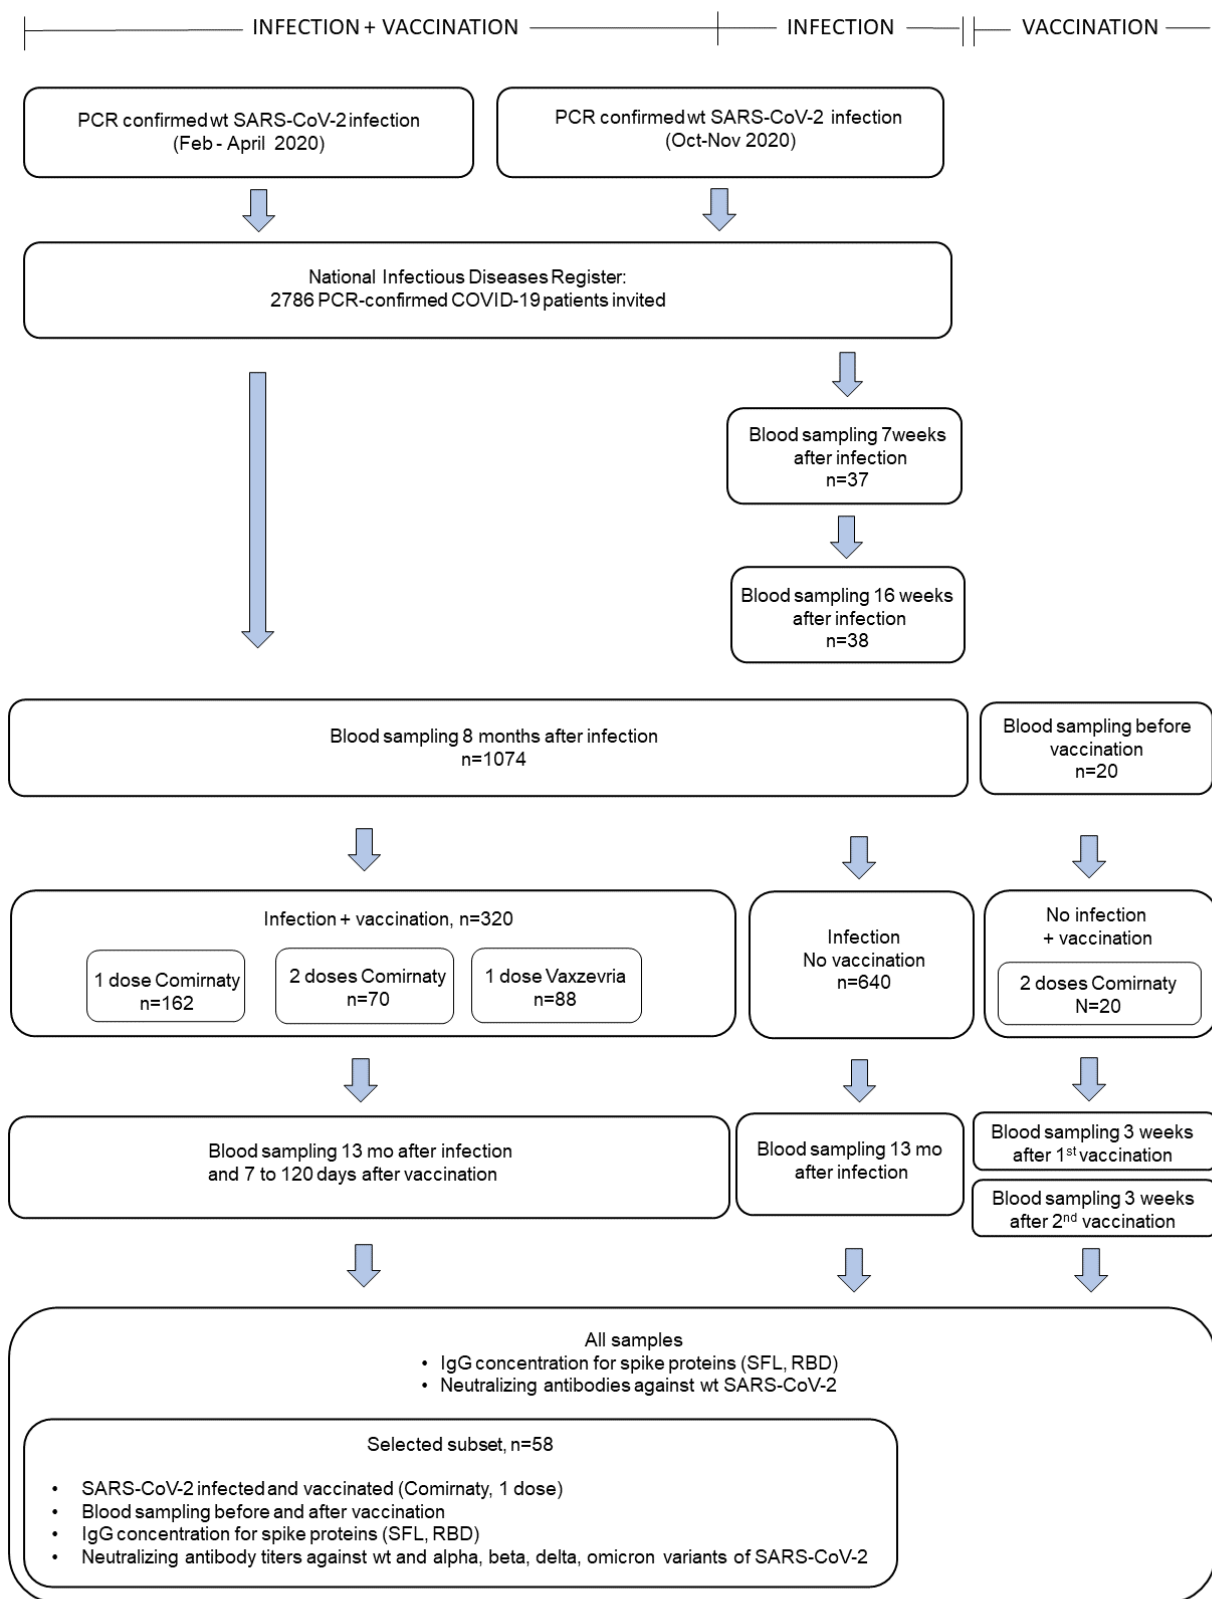 INFECTION + VACCINATION
INFECTION
VACCINATION
PCR confirmed wt SARS-CoV-2 infection
(Feb - April 2020)
PCR confirmed wt SARS-CoV-2 infection
(Oct-Nov 2020)
National Infectious Diseases Register:
2786 PCR-confirmed COVID-19 patients invited
Blood sampling 7weeks
after infection
n=37
Blood sampling 16 weeks
after infection
n=38
Blood sampling 8 months after infection
n=1074
Blood sampling before
vaccination
n=20
Infection + vaccination, n=320
1 dose Comirnaty
n=162
2 doses Comirnaty
n=70
1 dose Vaxzevria
n=88
Infection
No vaccination
n=640
No infection
+ vaccination
2 doses Comirnaty
N=20
Blood sampling 13 mo after infection
and 7 to 120 days after vaccination
Blood sampling 13 mo
after infection
Blood sampling 3 weeks
after 1st vaccination
Blood sampling 3 weeks
after 2nd vaccination
All samples
• IgG concentration for spike proteins (SFL, RBD)
• Neutralizing antibodies against wt SARS-CoV-2
Selected subset, n=58
• SARS-CoV-2 infected and vaccinated (Comirnaty, 1 dose)
• Blood sampling before and after vaccination
• IgG concentration for spike proteins (SFL, RBD)
• Neutralizing antibody titers against wt and alpha, beta, delta, omicron variants of SARS-CoV-2